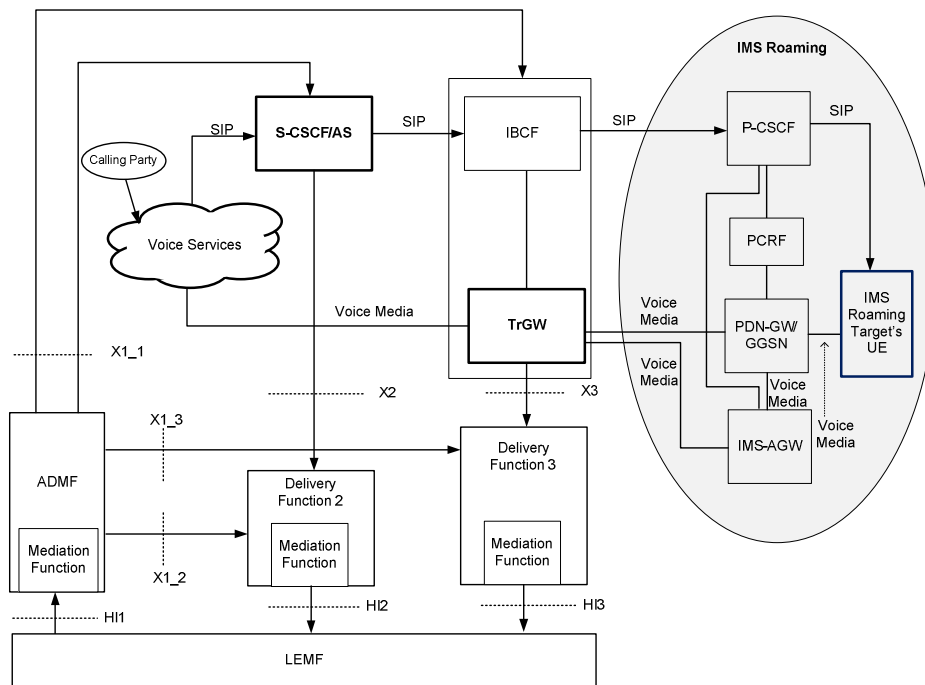 IMS Roaming
SIP
S-CSCF/AS
SIP
IBCF
SIP
P-CSCF
SIP
Calling Party
Voice Services
PCRF
Voice Media
TrGW
Voice
Media
PDN-GW/
GGSN
IMS
Roaming
Target's
UE
X1_1
Voice
Media
Voice
Media
X2
X3
Voice
Media
X1_3
ADMF
Delivery
Function 2
Delivery
Function 3
IMS-AGW
Mediation
Function
Mediation
Function
Mediation
Function
X1_2
HI1
HI2
HI3
LEMF